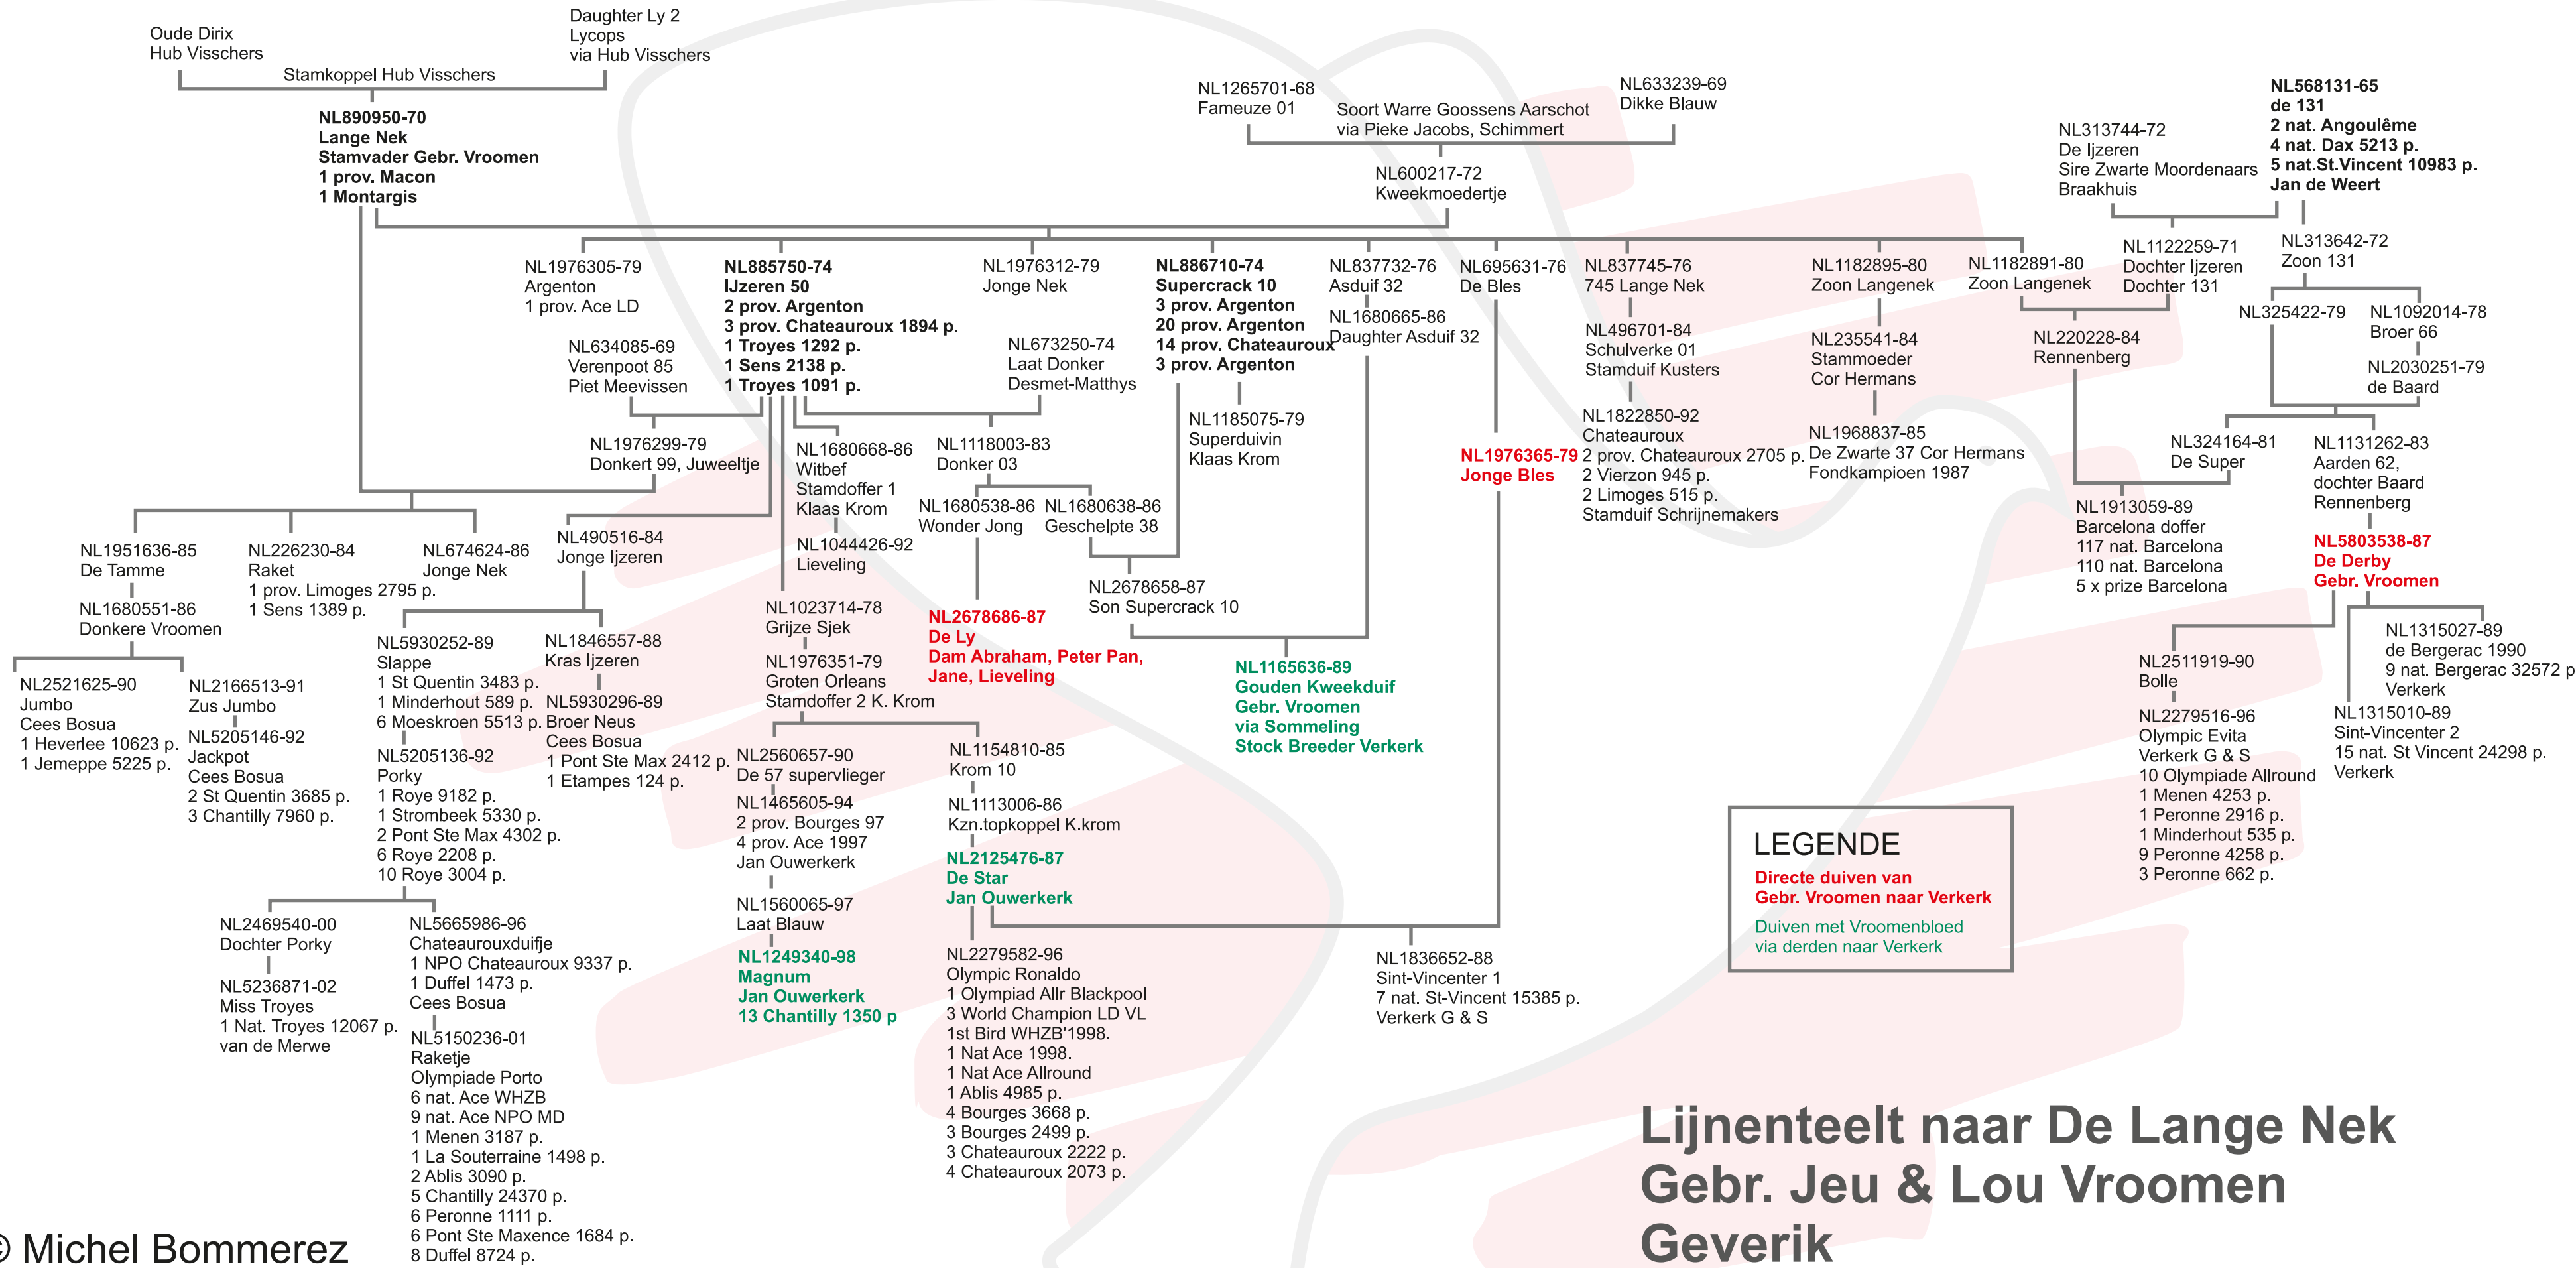 Oude Dirix
Hub Visschers
Daughter Ly 2
Lycops
via Hub Visschers
Stamkoppel Hub Visschers
NL890950-70
Lange Nek
Stamvader Gebr. Vroomen
1 prov. Macon
1 Montargis
NL1265701-68
Fameuze 01
Soort Warre Goossens Aarschot
via Pieke Jacobs, Schimmert
NL633239-69
Dikke Blauw
NL600217-72
Kweekmoedertje
NL313744-72
De Ijzeren
Sire Zwarte Moordenaars
Braakhuis
NL568131-65
de 131
2 nat. Angoulême
4 nat. Dax 5213 p.
5 nat.St.Vincent 10983 p.
Jan de Weert
NL1976305-79
Argenton
1 prov. Ace LD
NL885750-74
IJzeren 50
2 prov. Argenton
3 prov. Chateauroux 1894 p.
1 Troyes 1292 p.
1 Sens 2138 p.
1 Troyes 1091 p.
NL1976312-79
Jonge Nek
NL886710-74
Supercrack 10
3 prov. Argenton
20 prov. Argenton
14 prov. Chateauroux
3 prov. Argenton
NL837732-76
Asduif 32
NL1680665-86
Daughter Asduif 32
NL695631-76
De Bles
NL837745-76
745 Lange Nek
NL496701-84
Schulverke 01
Stamduif Kusters
NL1822850-92
Chateauroux
2 prov. Chateauroux 2705 p.
2 Vierzon 945 p.
2 Limoges 515 p.
Stamduif Schrijnemakers
NL1182895-80
Zoon Langenek
NL235541-84
Stammoeder
Cor Hermans
NL1968837-85
De Zwarte 37 Cor Hermans
Fondkampioen 1987
NL1182891-80
Zoon Langenek
NL1122259-71
Dochter Ijzeren
Dochter 131
NL313642-72
Zoon 131
NL220228-84
Rennenberg
NL325422-79
NL1092014-78
Broer 66
NL2030251-79
de Baard
NL634085-69
Verenpoot 85
Piet Meevissen
NL673250-74
Laat Donker
Desmet-Matthys
NL1976299-79
Donkert 99, Juweeltje
NL1680668-86
Witbef
Stamdoffer 1
Klaas Krom
NL1044426-92
Lieveling
NL1118003-83
Donker 03
NL1185075-79
Superduivin
Klaas Krom
NL1976365-79
Jonge Bles
NL324164-81
De Super
NL1131262-83
Aarden 62,
dochter Baard
Rennenberg
NL1680538-86
Wonder Jong
NL1680638-86
Geschelpte 38
NL1913059-89
Barcelona doffer
117 nat. Barcelona
110 nat. Barcelona
5 x prize Barcelona
NL5803538-87
De Derby
Gebr. Vroomen
NL1951636-85
De Tamme
NL1680551-86
Donkere Vroomen
NL226230-84
Raket
1 prov. Limoges 2795 p.
1 Sens 1389 p.
NL674624-86
Jonge Nek
NL490516-84
Jonge Ijzeren
NL2678658-87
Son Supercrack 10
NL1023714-78
Grijze Sjek
NL1976351-79
Groten Orleans
Stamdoffer 2 K. Krom
NL2678686-87
De Ly
Dam Abraham, Peter Pan,
Jane, Lieveling
NL1165636-89
Gouden Kweekduif
Gebr. Vroomen
via Sommeling
Stock Breeder Verkerk
NL2521625-90
Jumbo
Cees Bosua
1 Heverlee 10623 p.
1 Jemeppe 5225 p.
NL2166513-91
Zus Jumbo
NL5205146-92
Jackpot
Cees Bosua
2 St Quentin 3685 p.
3 Chantilly 7960 p.
NL5930252-89
Slappe
1 St Quentin 3483 p.
1 Minderhout 589 p.
6 Moeskroen 5513 p.
NL5205136-92
Porky
1 Roye 9182 p.
1 Strombeek 5330 p.
2 Pont Ste Max 4302 p.
6 Roye 2208 p.
10 Roye 3004 p.
NL1846557-88
Kras Ijzeren
NL5930296-89
Broer Neus
Cees Bosua
1 Pont Ste Max 2412 p.
1 Etampes 124 p.
NL2560657-90
De 57 supervlieger
NL1465605-94
2 prov. Bourges 97
4 prov. Ace 1997
Jan Ouwerkerk
NL1560065-97
Laat Blauw
NL1249340-98
Magnum
Jan Ouwerkerk
13 Chantilly 1350 p
NL1154810-85
Krom 10
NL1113006-86
Kzn.topkoppel K.krom
NL2125476-87
De Star
Jan Ouwerkerk
NL2279582-96
Olympic Ronaldo
1 Olympiad Allr Blackpool
3 World Champion LD VL
1st Bird WHZB'1998.
1 Nat Ace 1998.
1 Nat Ace Allround
1 Ablis 4985 p.
4 Bourges 3668 p.
3 Bourges 2499 p.
3 Chateauroux 2222 p.
4 Chateauroux 2073 p.
NL1836652-88
Sint-Vincenter 1
7 nat. St-Vincent 15385 p.
Verkerk G & S
NL2511919-90
Bolle
NL2279516-96
Olympic Evita
Verkerk G & S
10 Olympiade Allround
1 Menen 4253 p.
1 Peronne 2916 p.
1 Minderhout 535 p.
9 Peronne 4258 p.
3 Peronne 662 p.
NL1315027-89
de Bergerac 1990
9 nat. Bergerac 32572 p
Verkerk
NL1315010-89
Sint-Vincenter 2
15 nat. St Vincent 24298 p.
Verkerk
NL2469540-00
Dochter Porky
NL5236871-02
Miss Troyes
1 Nat. Troyes 12067 p.
van de Merwe
NL5665986-96
Chateaurouxduifje
1 NPO Chateauroux 9337 p.
1 Duffel 1473 p.
Cees Bosua
NL5150236-01
Raketje
Olympiade Porto
6 nat. Ace WHZB
9 nat. Ace NPO MD
1 Menen 3187 p.
1 La Souterraine 1498 p.
2 Ablis 3090 p.
5 Chantilly 24370 p.
6 Peronne 1111 p.
6 Pont Ste Maxence 1684 p.
8 Duffel 8724 p.
LEGENDE
Directe duiven van
Gebr. Vroomen naar Verkerk
Duiven met Vroomenbloed
via derden naar Verkerk
Lijnenteelt naar De Lange Nek
Gebr. Jeu & Lou Vroomen
Geverik
© Michel Bommerez